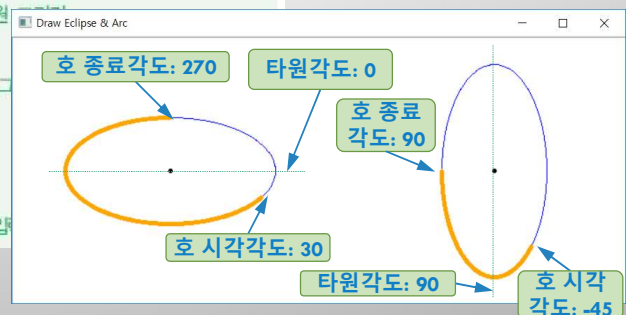 Draw Eclipse & Arc
호 종료각도: 270
타원각도: 0
호 종료
각도: 90
호 시각각도: 30
타원각도: 90
호 시각
각도: -45